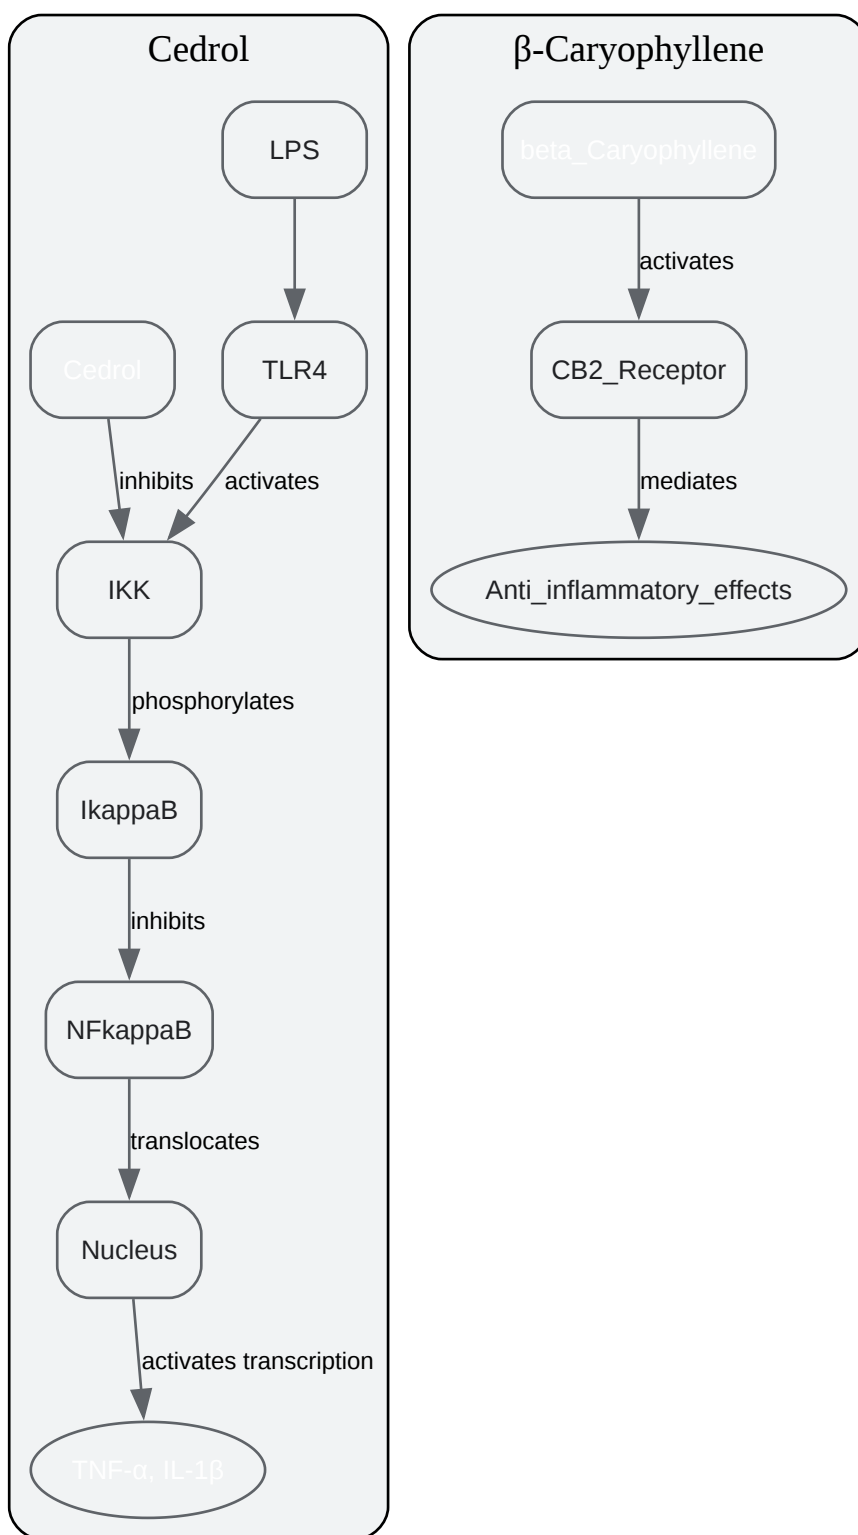 Cedrol
LPS
Cedrol
TLR4
inhibits
activates
IKK
phosphorylates
IkappaB
inhibits
NFkappaB
translocates
Nucleus
activates transcription
TNF-α, IL-1β
β-Caryophyllene
beta_Caryophyllene
activates
CB2_Receptor
mediates
Anti_inflammatory_effects